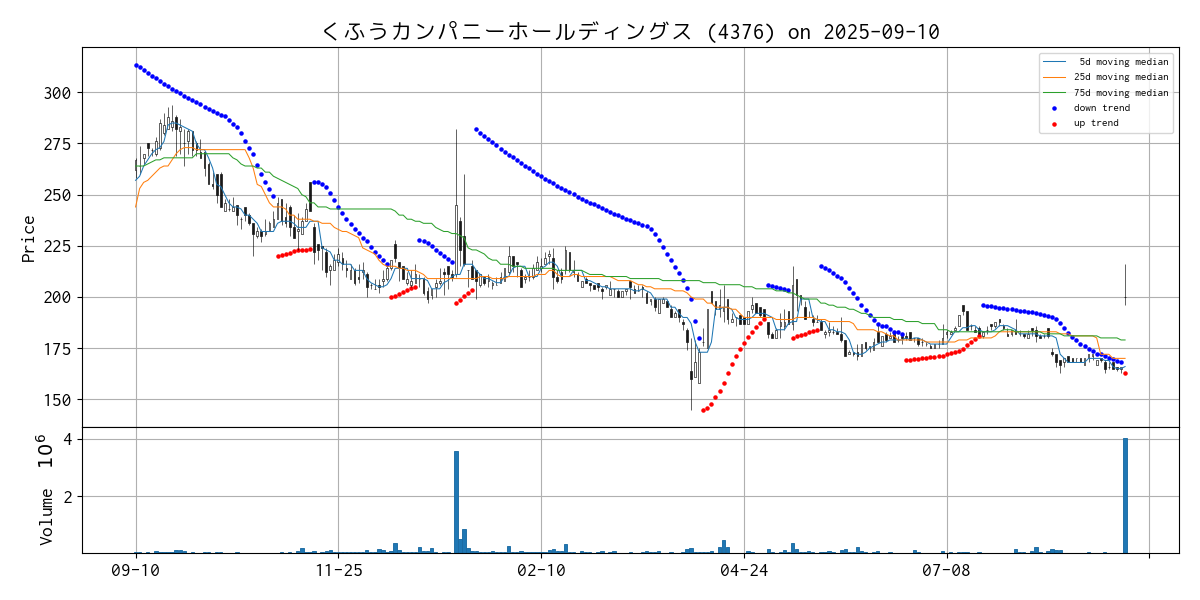 くふうカンパニーホールディングス (4376) on 2025-09-10
5d moving median
25d moving median
75d moving median
down trend
up trend
Price
300
275
250
225
200
175
150
Volume 10^6
4
2
09-10 11-25 02-10 04-24 07-08